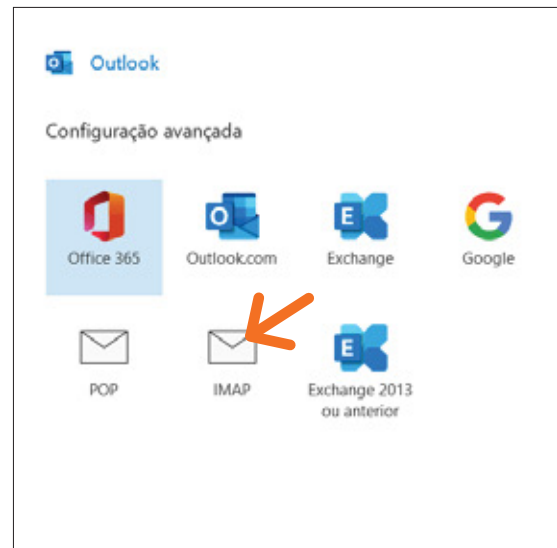 Outlook
Configuração avançada
Office 365
Outlook.com
Exchange
Google
POP
IMAP
Exchange 2013
ou anterior